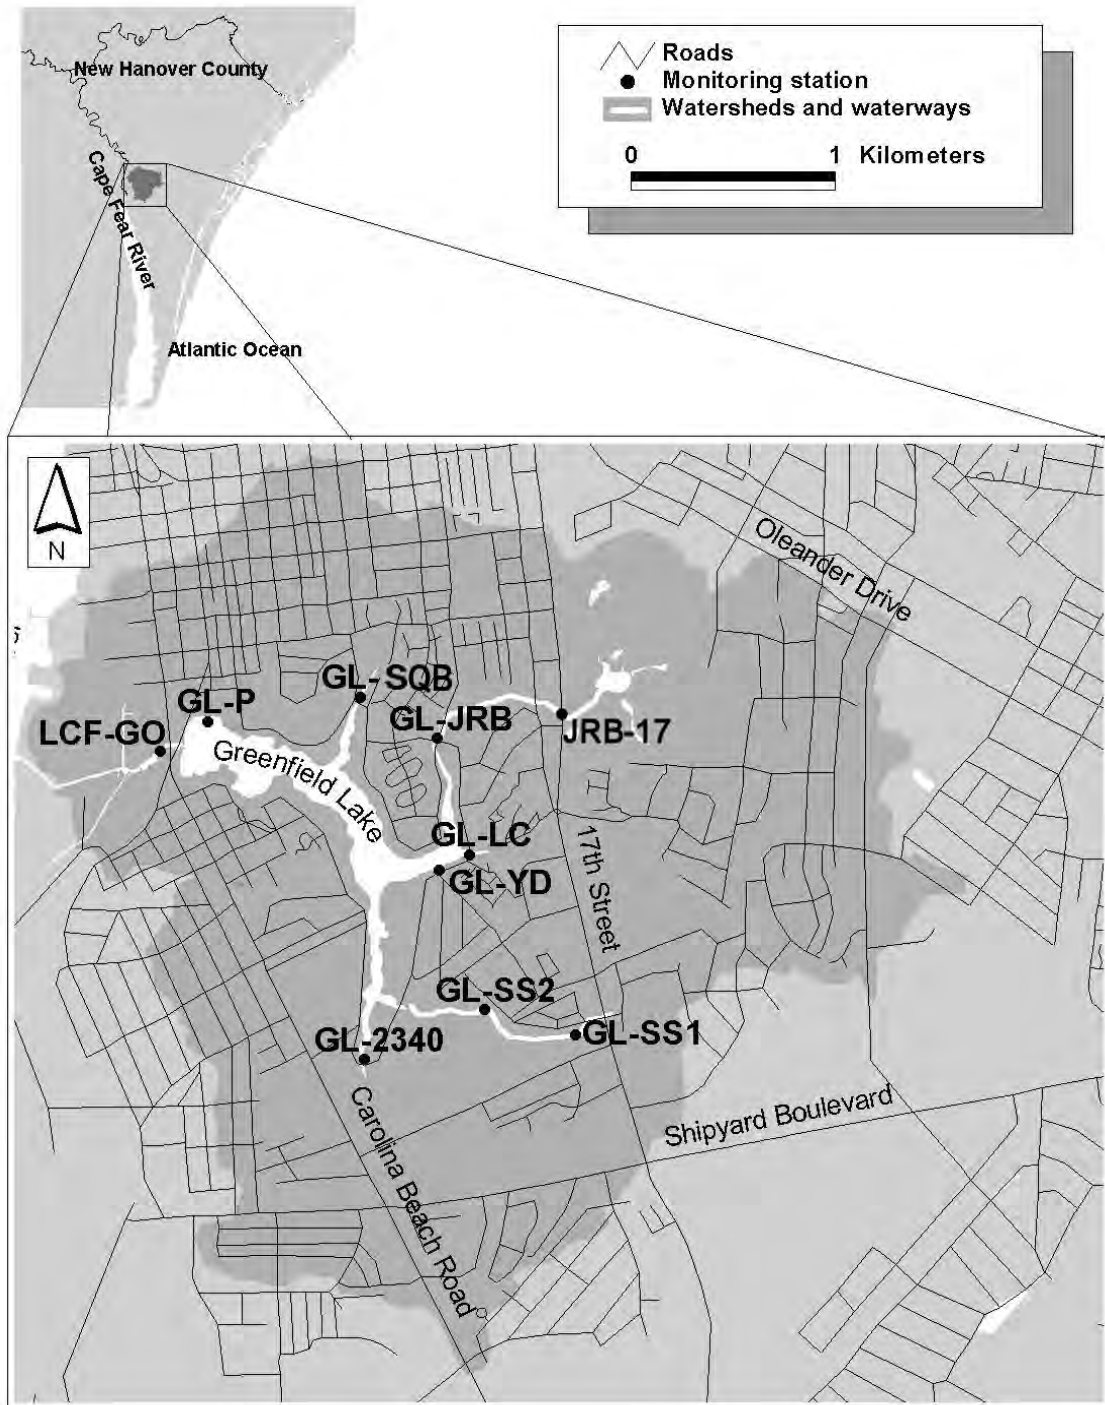 New Hanover County
Cape Fear River
Atlantic Ocean
Roads
Monitoring station
Watersheds and waterways
0 1 Kilometers
N
Oleander Drive
GL-SQB
GL-P
GL-JRB
JRB-17
LCF-GO
Greenfield Lake
GL-LC
17th Street
GL-YD
GL-SS2
GL-SS1
GL-2340
Carolina Beach Road
Shipyard Boulevard